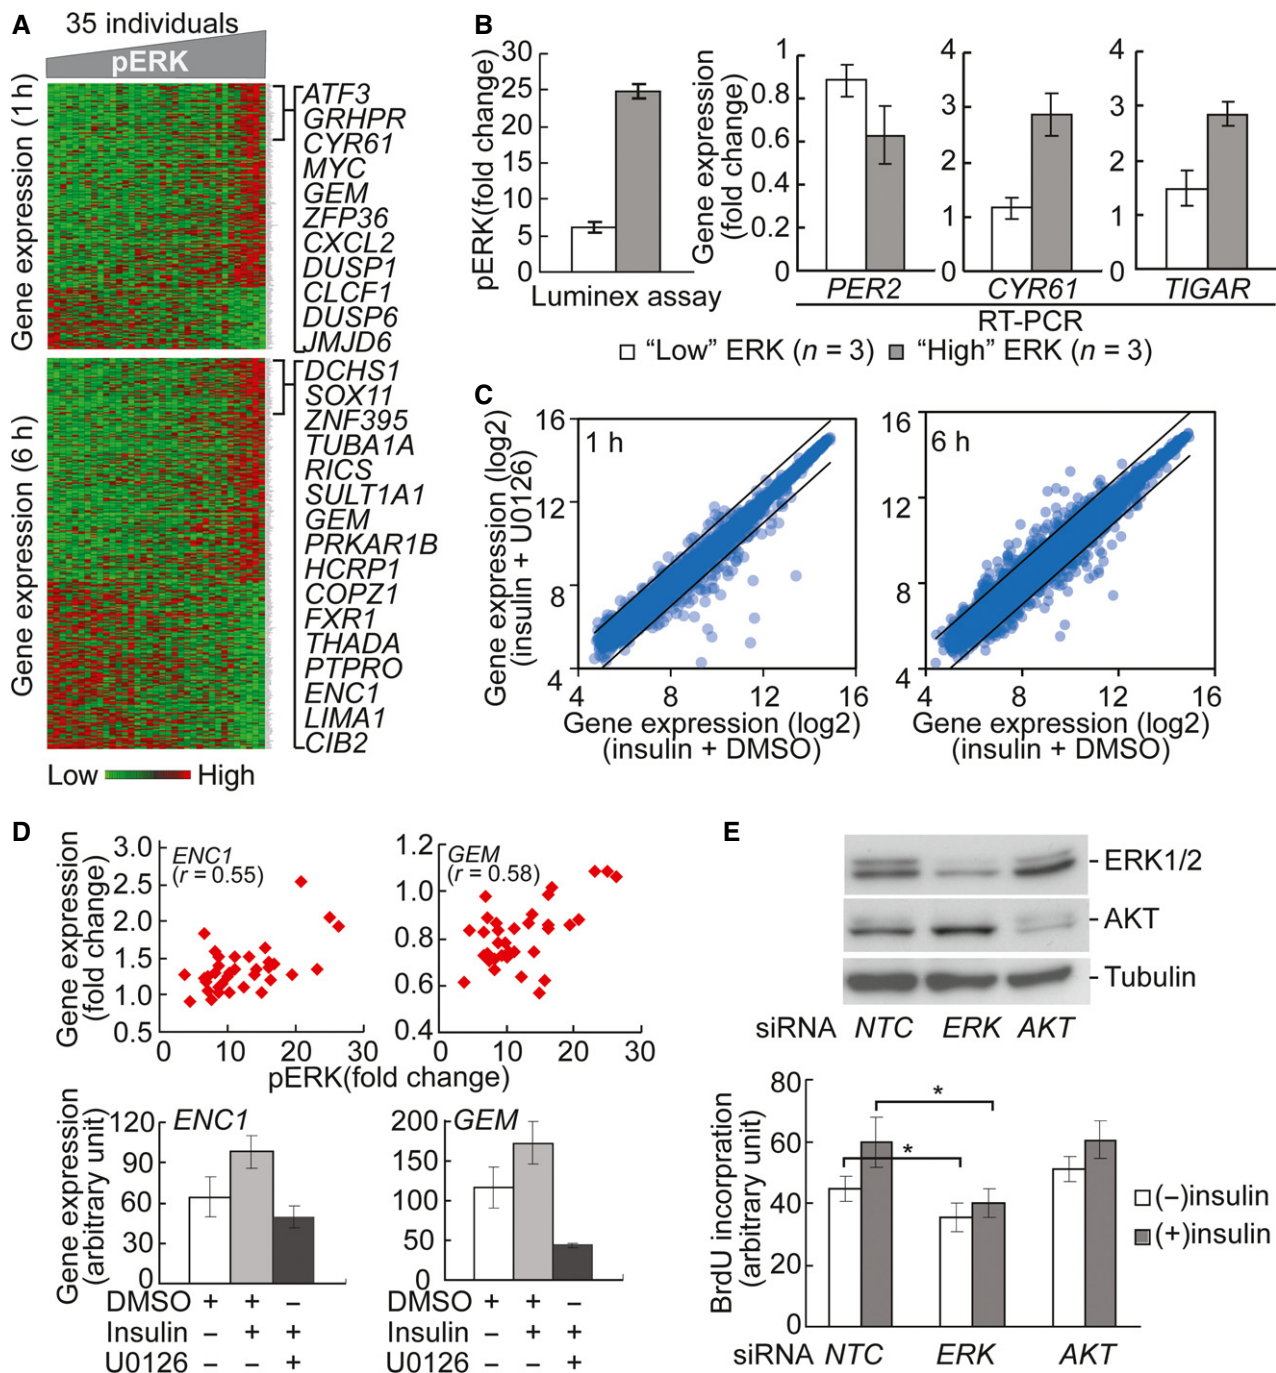 A
35 individuals
pERK
Gene expression (1 h)
ATF3
GRHPR
CYR61
MYC
GEM
ZFP36
CXCL2
DUSP1
CLCF1
DUSP6
JMJD6
Gene expression (6 h)
DCHS1
SOX11
ZNF395
TUBA1A
RICS
SULT1A1
GEM
PRKAR1B
HCRP1
COPZ1
FXR1
THADA
PTPRO
ENC1
LIMA1
CIB2
Low High
B
pERK(fold change)
30
25
20
15
10
5
0
Luminex assay
Gene expression
(fold change)
1
0.8
0.6
0.4
0.2
0
PER2
4
3
2
1
0
CYR61
4
3
2
1
0
TIGAR
RT-PCR
"Low" ERK (n = 3) "High" ERK (n = 3)
C
Gene expression (log2)
(insulin + U0126)
16
12
8
4
1 h
4 8 12 16
Gene expression (log2)
(insulin + DMSO)
16
12
8
4
6 h
4 8 12 16
Gene expression (log2)
(insulin + DMSO)
D
Gene expression
(fold change)
3.0
2.5
2.0
1.5
1.0
0.5
ENC1
(r = 0.55)
0 10 20 30
1.2
1.0
0.8
0.6
0.4
GEM
(r = 0.58)
0 10 20 30
pERK(fold change)
Gene expression
(arbitrary unit)
120
90
60
30
0
ENC1
200
150
100
50
0
GEM
DMSO + + – DMSO + + –
Insulin – + + Insulin – + +
U0126 – – + U0126 – – +
E
ERK1/2
AKT
Tubulin
siRNA NTC ERK AKT
BrdU incorpration
(arbitrary unit)
80
60
40
20
0
*
*
(–)insulin
(+)insulin
siRNA NTC ERK AKT